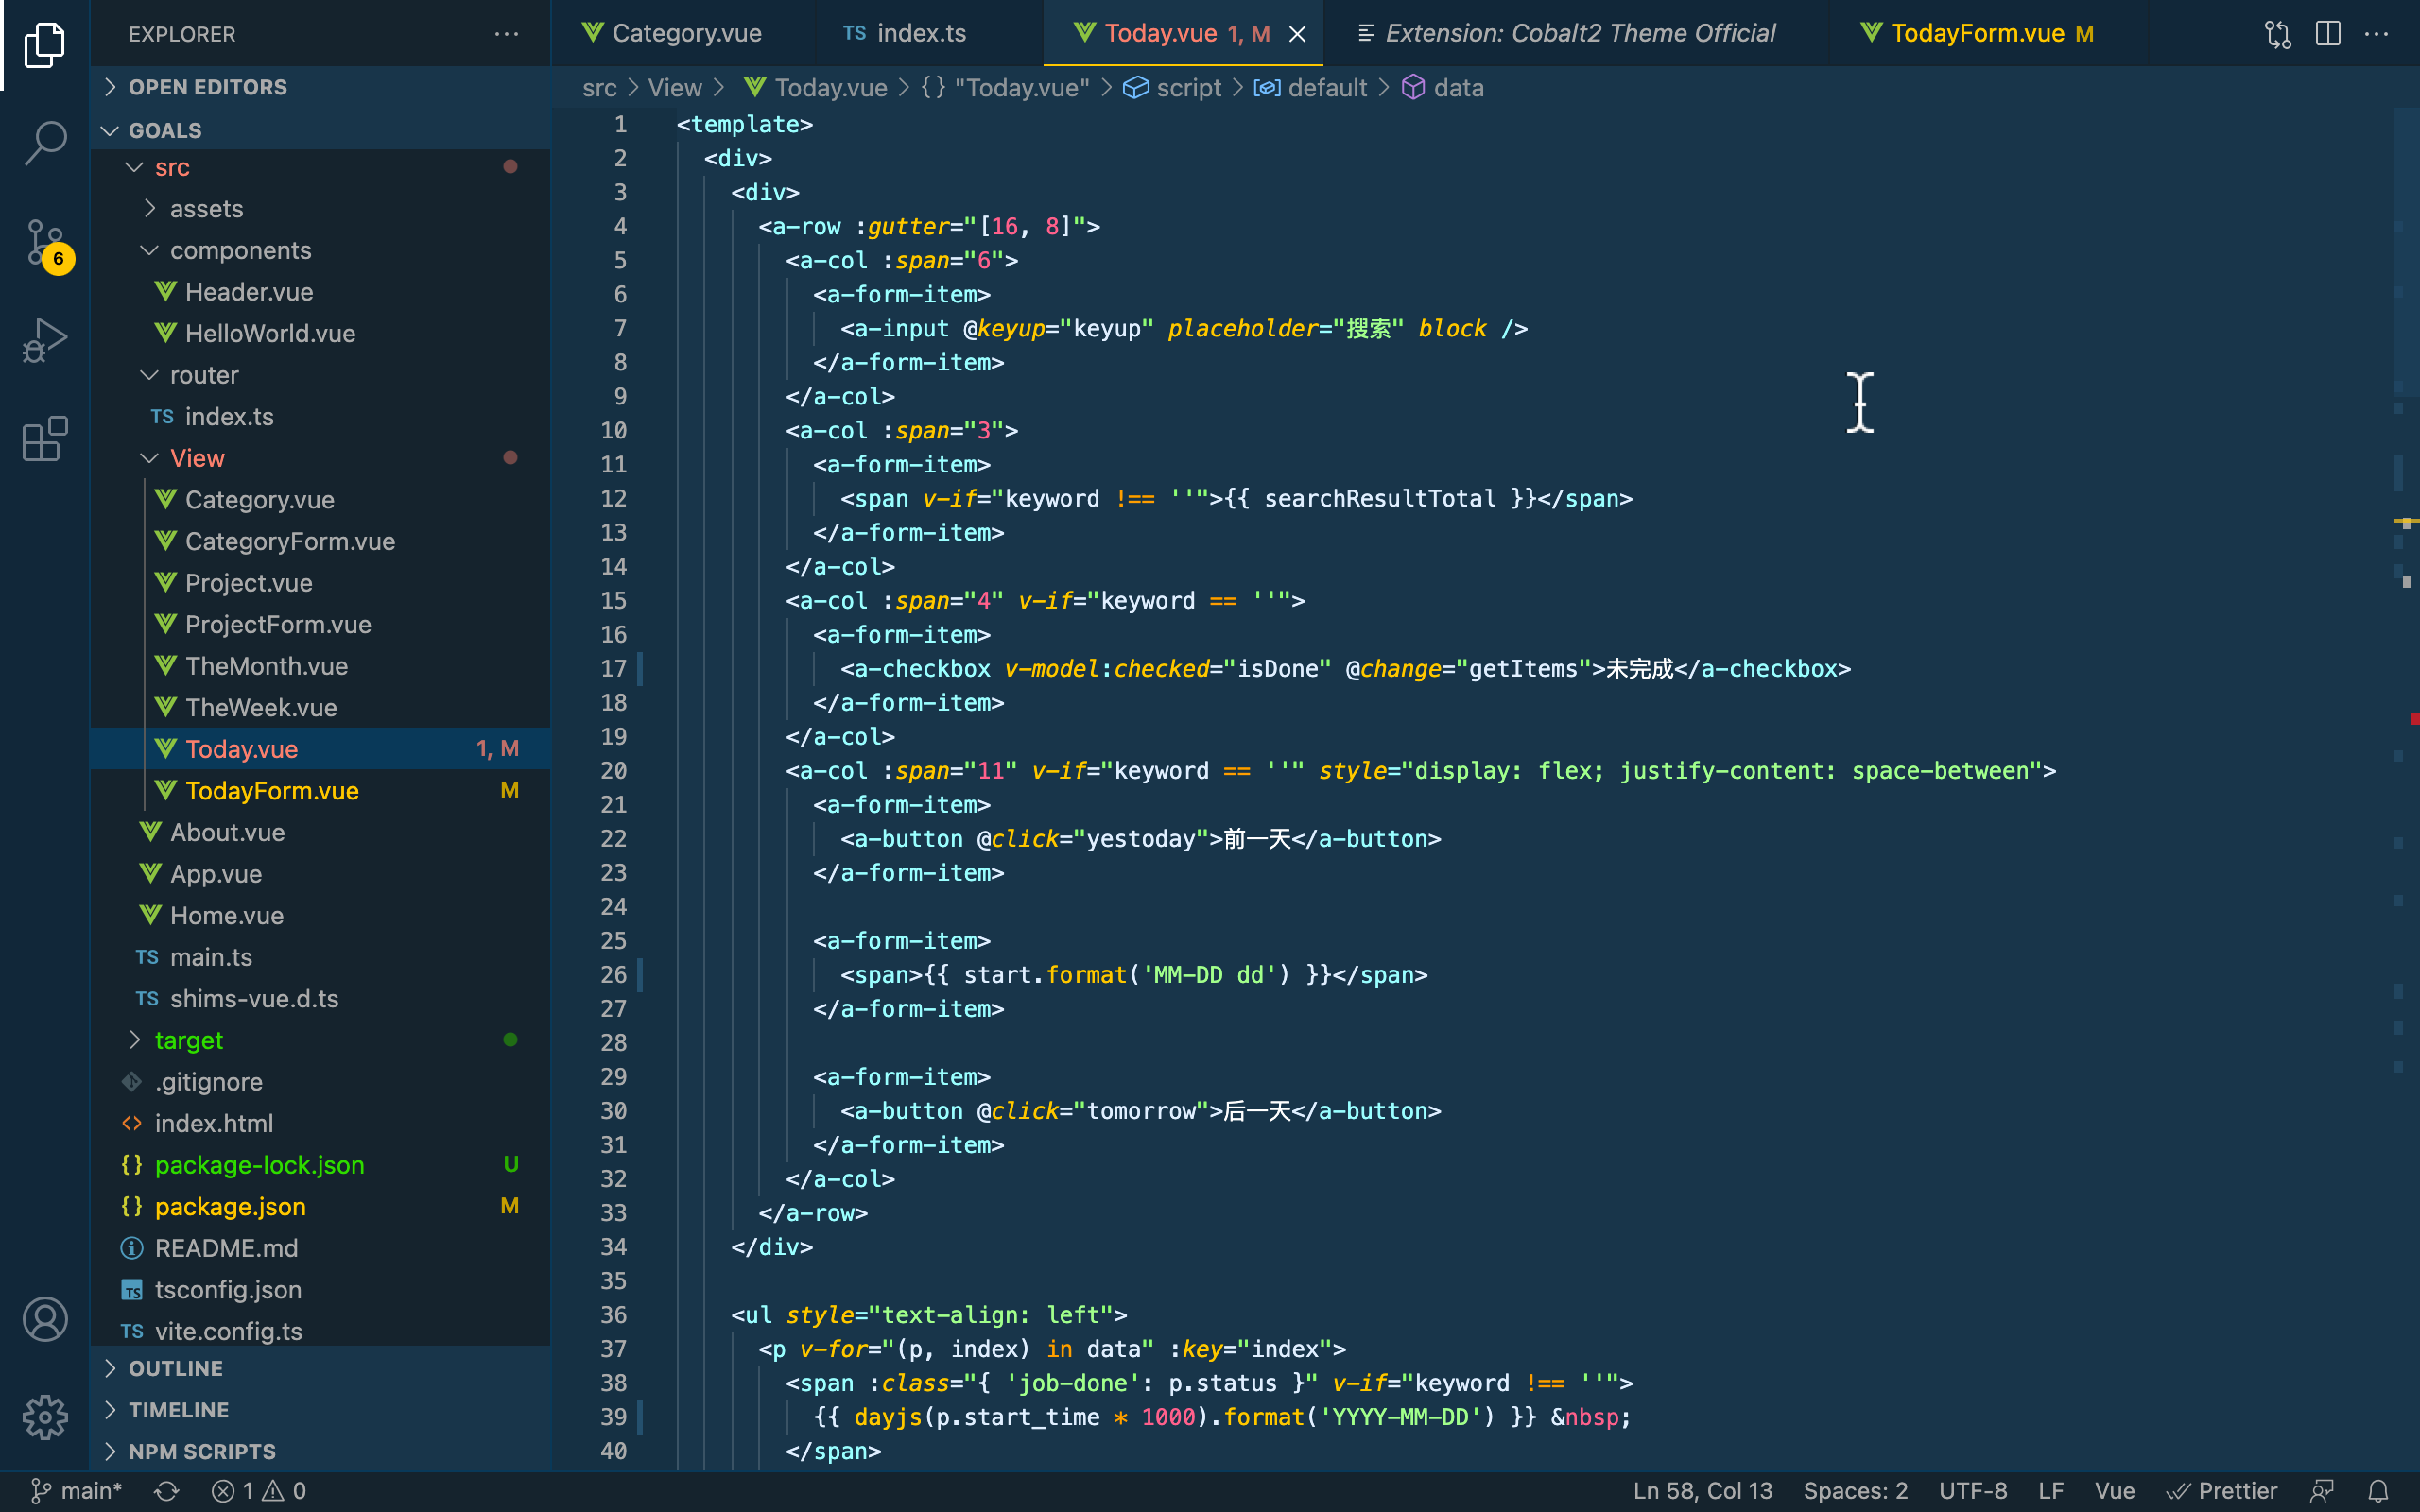 EXPLORER
OPEN EDITORS
GOALS
src
assets
components
Header.vue
HelloWorld.vue
router
TS index.ts
View
Category.vue
CategoryForm.vue
Project.vue
ProjectForm.vue
TheMonth.vue
TheWeek.vue
Today.vue 1, M
TodayForm.vue M
About.vue
App.vue
Home.vue
TS main.ts
TS shims-vue.d.ts
target
.gitignore
<> index.html
{} package-lock.json U
{} package.json M
README.md
TS tsconfig.json
TS vite.config.ts
OUTLINE
TIMELINE
NPM SCRIPTS
6
Category.vue TS index.ts Today.vue 1, M Extension: Cobalt2 Theme Official TodayForm.vue M
src > View > Today.vue > {} "Today.vue" > script > default > data
1 <template>
2 <div>
3 <div>
4 <a-row :gutter="[16, 8]">
5 <a-col :span="6">
6 <a-form-item>
7 <a-input @keyup="keyup" placeholder="搜索" block />
8 </a-form-item>
9 </a-col>
10 <a-col :span="3">
11 <a-form-item>
12 <span v-if="keyword !== ''">{{ searchResultTotal }}</span>
13 </a-form-item>
14 </a-col>
15 <a-col :span="4" v-if="keyword == ''">
16 <a-form-item>
17 <a-checkbox v-model:checked="isDone" @change="getItems">未完成</a-checkbox>
18 </a-form-item>
19 </a-col>
20 <a-col :span="11" v-if="keyword == ''" style="display: flex; justify-content: space-between">
21 <a-form-item>
22 <a-button @click="yestoday">前一天</a-button>
23 </a-form-item>
24
25 <a-form-item>
26 <span>{{ start.format('MM-DD dd') }}</span>
27 </a-form-item>
28
29 <a-form-item>
30 <a-button @click="tomorrow">后一天</a-button>
31 </a-form-item>
32 </a-col>
33 </a-row>
34 </div>
35
36 <ul style="text-align: left">
37 <p v-for="(p, index) in data" :key="index">
38 <span :class="{ 'job-done': p.status }" v-if="keyword !== ''">
39 {{ dayjs(p.start_time * 1000).format('YYYY-MM-DD') }} &nbsp;
40 </span>
main* 1 0 Ln 58, Col 13 Spaces: 2 UTF-8 LF Vue Prettier